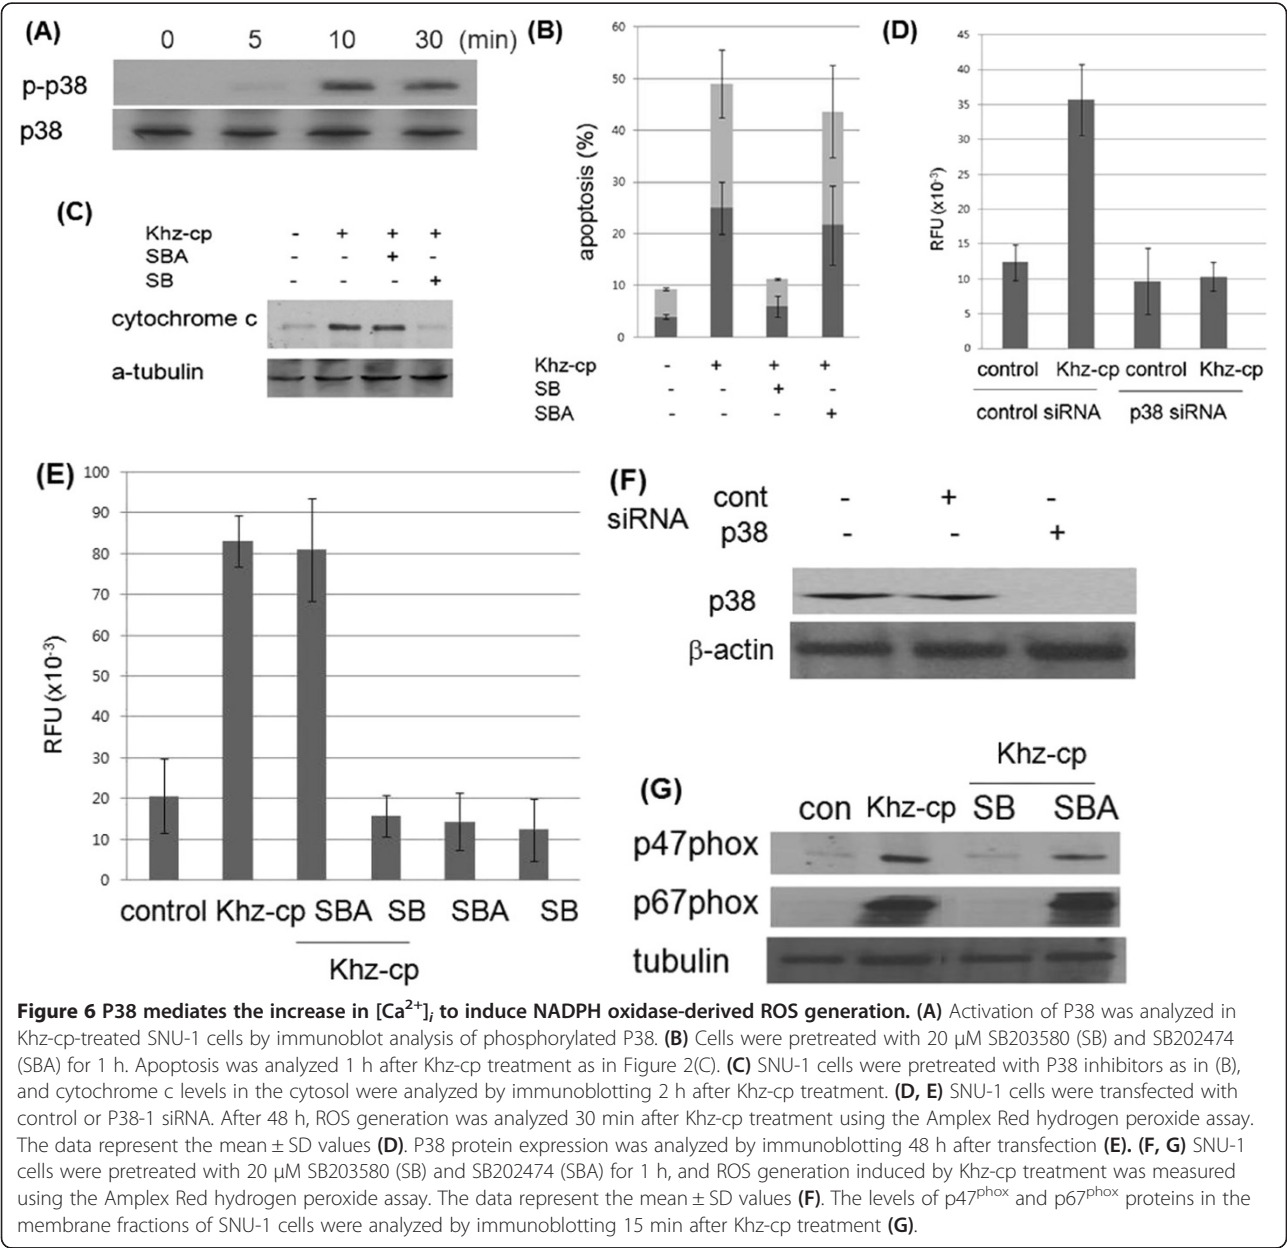 (A)
0 5 10 30 (min)
p-p38
p38
(B)
apoptosis (%)
60
50
40
30
20
10
0
Khz-cp - + + +
SB - - + -
SBA - - - +
(C)
Khz-cp - + + +
SBA - - + -
SB - - - +
cytochrome c
a-tubulin
(D)
RFU (x10-3)
45
40
35
30
25
20
15
10
5
0
control Khz-cp control Khz-cp
control siRNA p38 siRNA
(E)
RFU (x10-3)
100
90
80
70
60
50
40
30
20
10
0
control Khz-cp SBA SB SBA SB
Khz-cp
(F)
siRNA
cont - + -
p38 - - +
p38
β-actin
(G)
Khz-cp
con Khz-cp SB SBA
p47phox
p67phox
tubulin
Figure 6 P38 mediates the increase in [Ca2+]i to induce NADPH oxidase-derived ROS generation. (A) Activation of P38 was analyzed in
Khz-cp-treated SNU-1 cells by immunoblot analysis of phosphorylated P38. (B) Cells were pretreated with 20 μM SB203580 (SB) and SB202474
(SBA) for 1 h. Apoptosis was analyzed 1 h after Khz-cp treatment as in Figure 2(C). (C) SNU-1 cells were pretreated with P38 inhibitors as in (B),
and cytochrome c levels in the cytosol were analyzed by immunoblotting 2 h after Khz-cp treatment. (D, E) SNU-1 cells were transfected with
control or P38-1 siRNA. After 48 h, ROS generation was analyzed 30 min after Khz-cp treatment using the Amplex Red hydrogen peroxide assay.
The data represent the mean ± SD values (D). P38 protein expression was analyzed by immunoblotting 48 h after transfection (E). (F, G) SNU-1
cells were pretreated with 20 μM SB203580 (SB) and SB202474 (SBA) for 1 h, and ROS generation induced by Khz-cp treatment was measured
using the Amplex Red hydrogen peroxide assay. The data represent the mean ± SD values (F). The levels of p47phox and p67phox proteins in the
membrane fractions of SNU-1 cells were analyzed by immunoblotting 15 min after Khz-cp treatment (G).